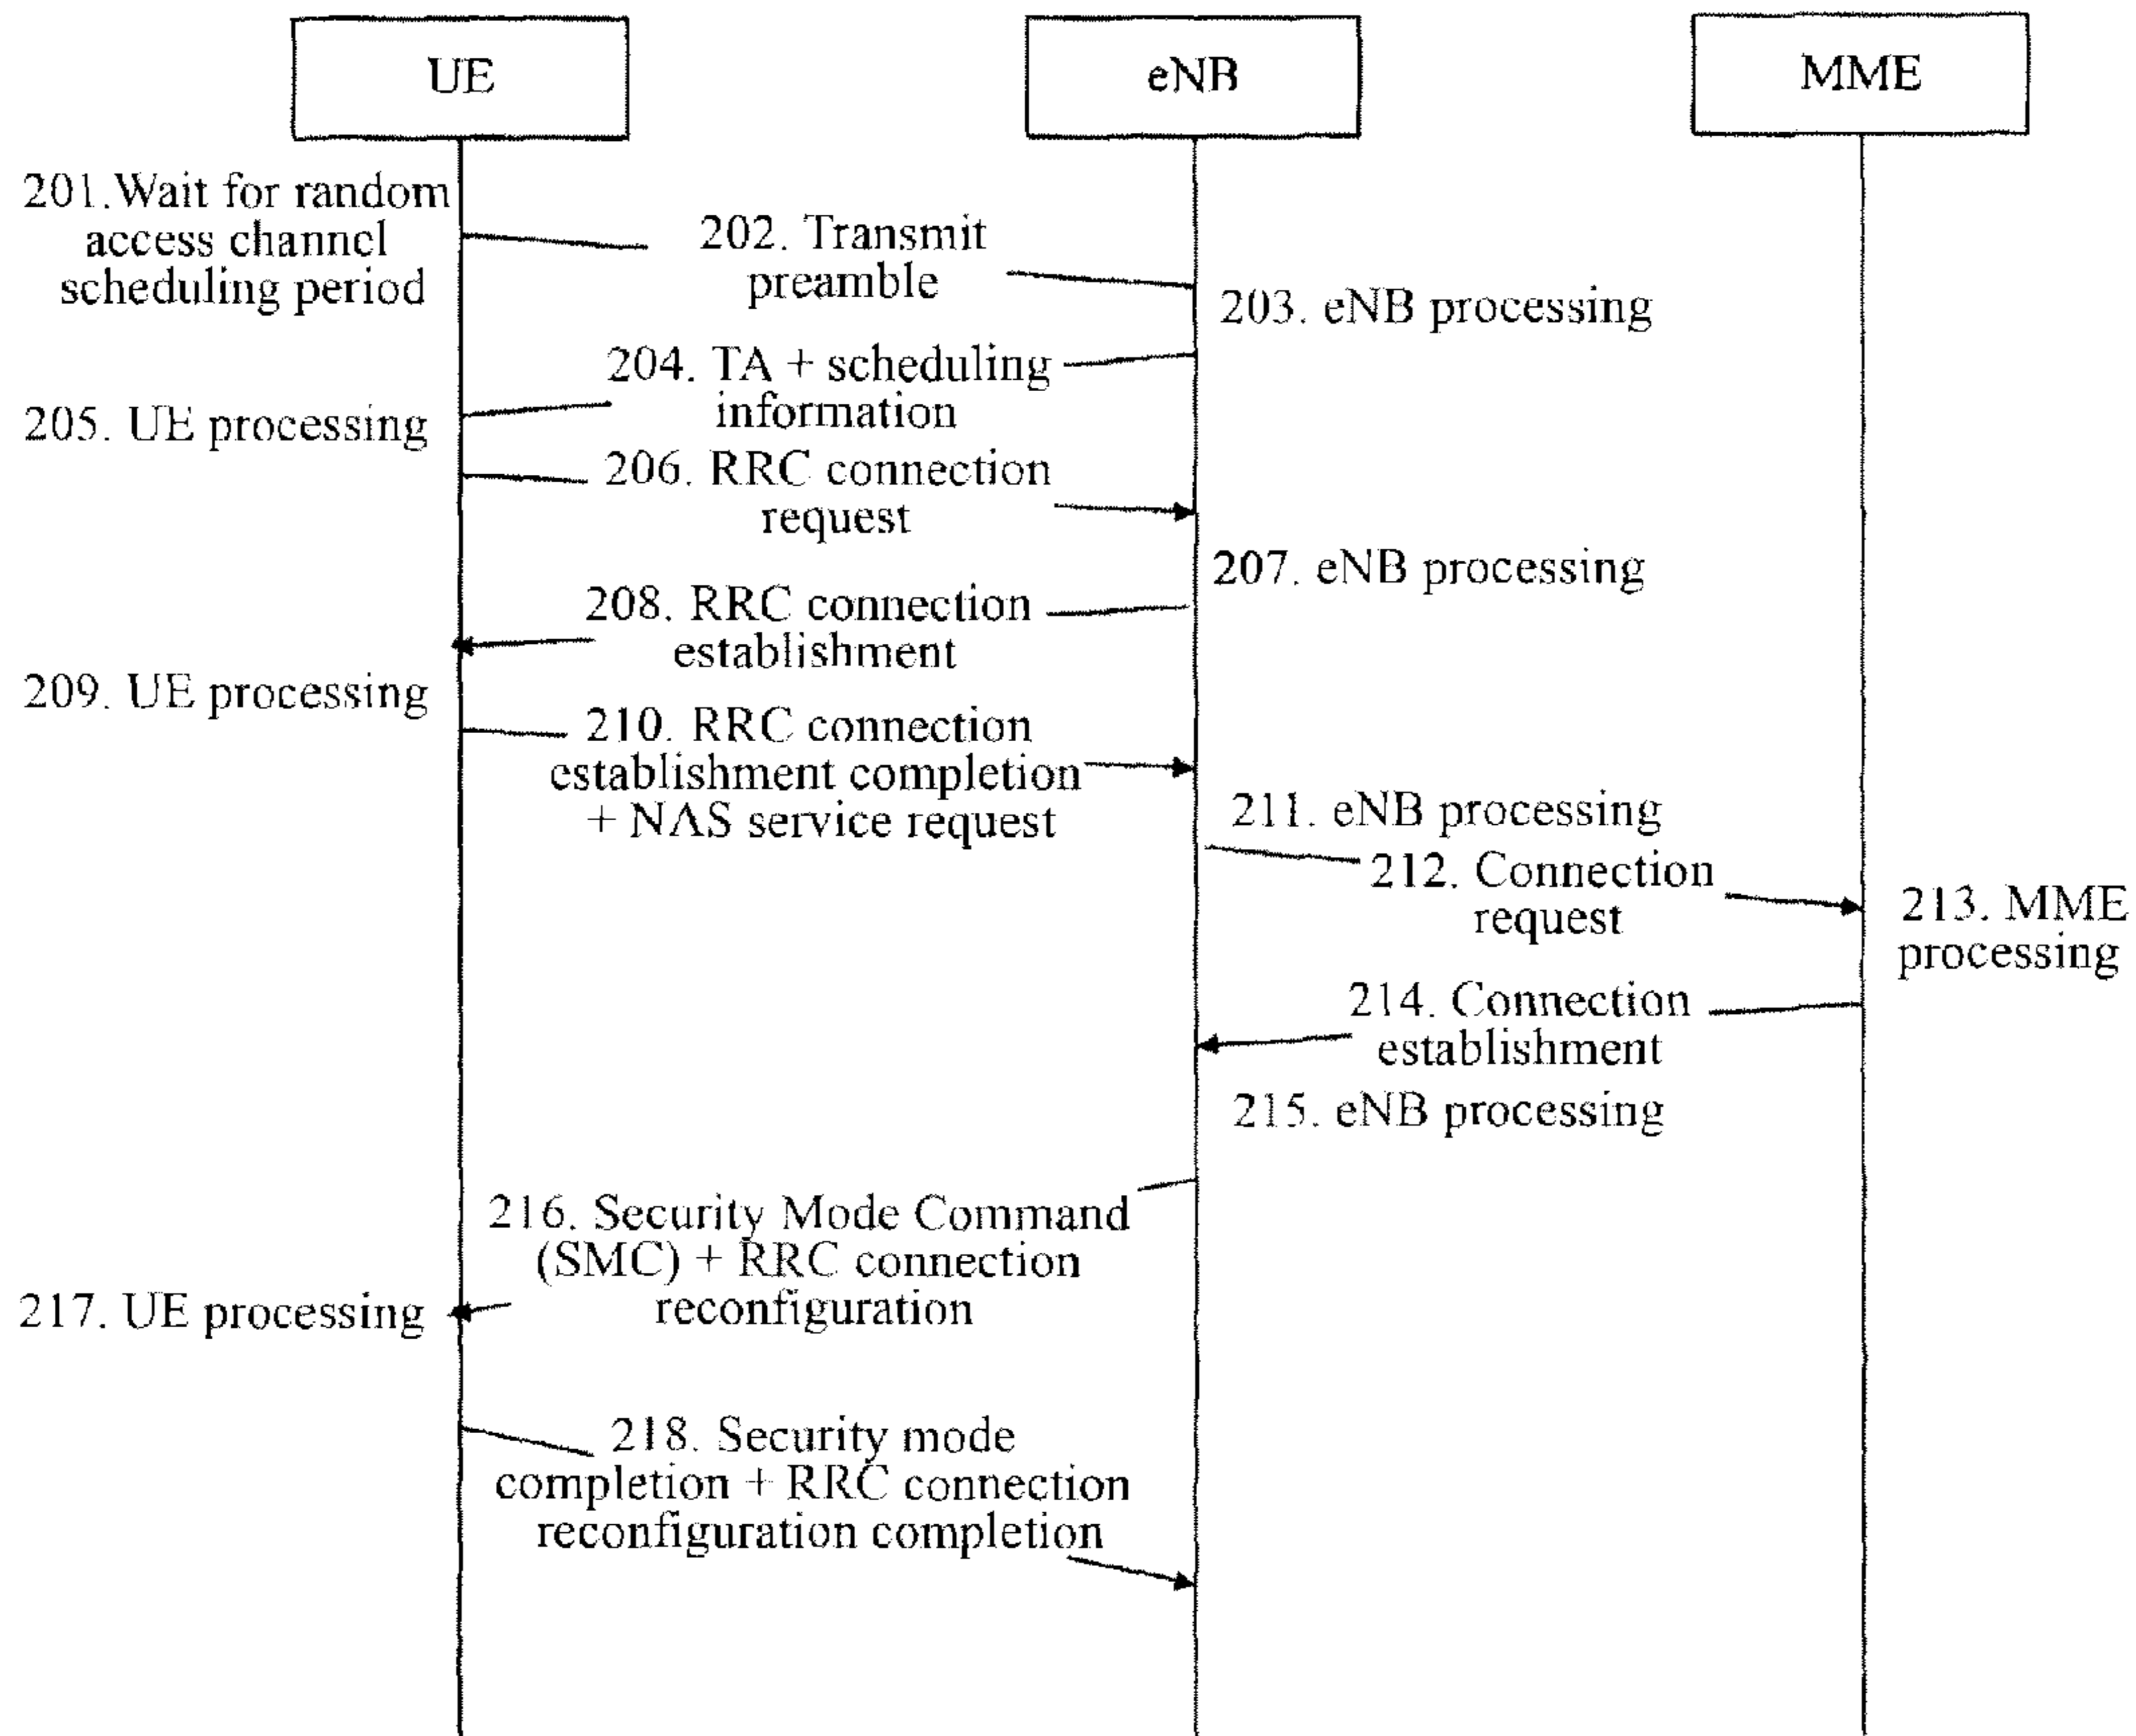 UE
eNB
MME
201.Wait for random
access channel
scheduling period
202. Transmit
preamble
203. eNB processing
204. TA + scheduling
information
205. UE processing
206. RRC connection
request
207. eNB processing
208. RRC connection
establishment
209. UE processing
210. RRC connection
establishment completion
+ NAS service request
211. eNB processing
212. Connection
request
213. MME
processing
214. Connection
establishment
215. eNB processing
216. Security Mode Command
(SMC) + RRC connection
reconfiguration
217. UE processing
218. Security mode
completion + RRC connection
reconfiguration completion